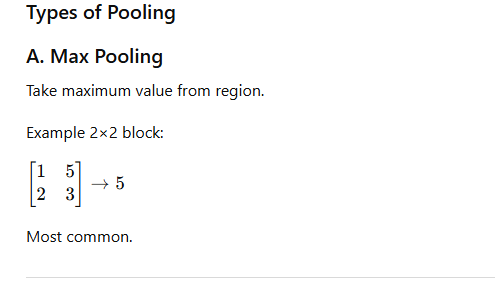 Types of Pooling
A. Max Pooling
Take maximum value from region.
Example 2×2 block:
[1 5
2 3] → 5
Most common.